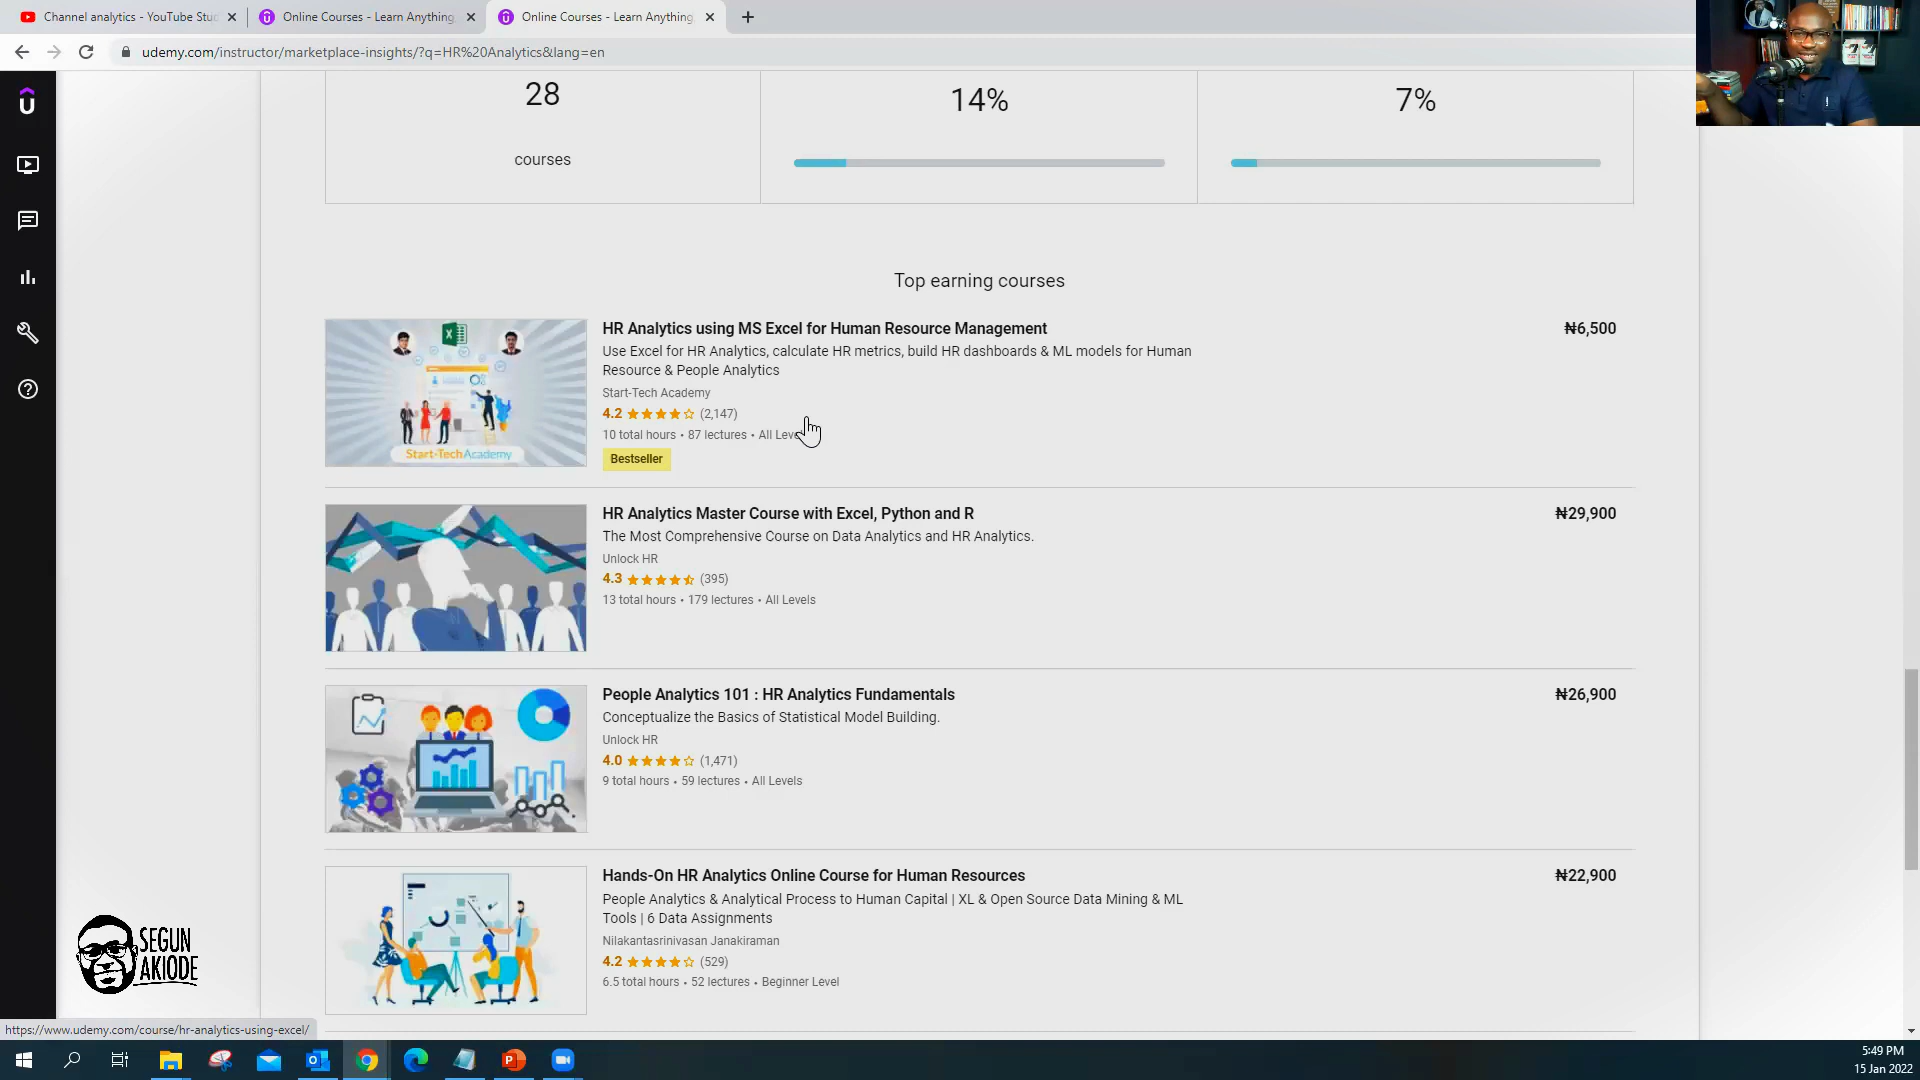 Channel analytics - YouTube Stu
Online Courses - Learn Anything
Online Courses - Learn Anything
udemy.com/instructor/marketplace-insights/?q=HR%20Analytics&lang=en
28
14%
7%
courses
Top earning courses
HR Analytics using MS Excel for Human Resource Management
₦6,500
Use Excel for HR Analytics, calculate HR metrics, build HR dashboards & ML models for Human
Resource & People Analytics
Start-Tech Academy
4.2 (2,147)
10 total hours • 87 lectures • All Leve
Bestseller
Start-Tech Academy
HR Analytics Master Course with Excel, Python and R
₦29,900
The Most Comprehensive Course on Data Analytics and HR Analytics.
Unlock HR
4.3 (395)
13 total hours • 179 lectures • All Levels
People Analytics 101 : HR Analytics Fundamentals
₦26,900
Conceptualize the Basics of Statistical Model Building.
Unlock HR
4.0 (1,471)
9 total hours • 59 lectures • All Levels
Hands-On HR Analytics Online Course for Human Resources
₦22,900
People Analytics & Analytical Process to Human Capital | XL & Open Source Data Mining & ML
Tools | 6 Data Assignments
Nilakantasrinivasan Janakiraman
4.2 (529)
6.5 total hours • 52 lectures • Beginner Level
SEGUN
AKIODE
https://www.udemy.com/course/hr-analytics-using-excel/
5:49 PM
15 Jan 2022